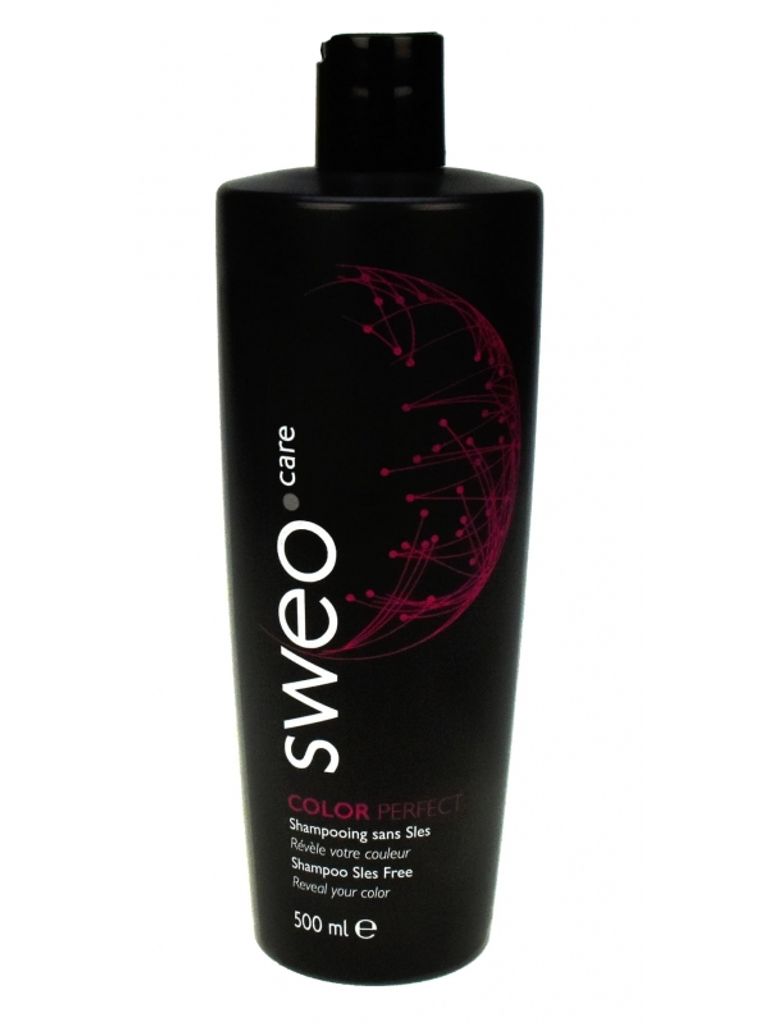 sweo • care
COLOR PERFECT
Shampooing sans Sles
Révèle votre couleur
Shampoo Sles Free
Reveal your color
500 ml ℮